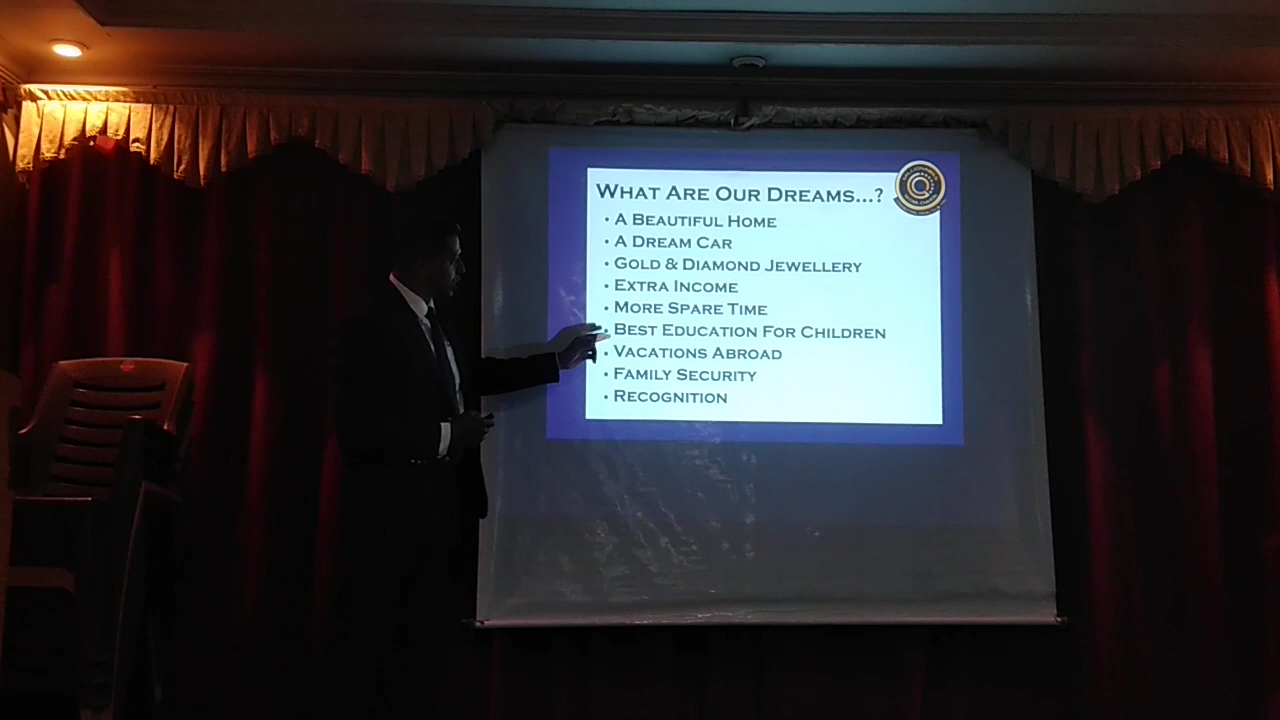 What Are Our Dreams...?
• A Beautiful Home
• A Dream Car
• Gold & Diamond Jewellery
• Extra Income
• More Spare Time
• Best Education For Children
• Vacations Abroad
• Family Security
• Recognition